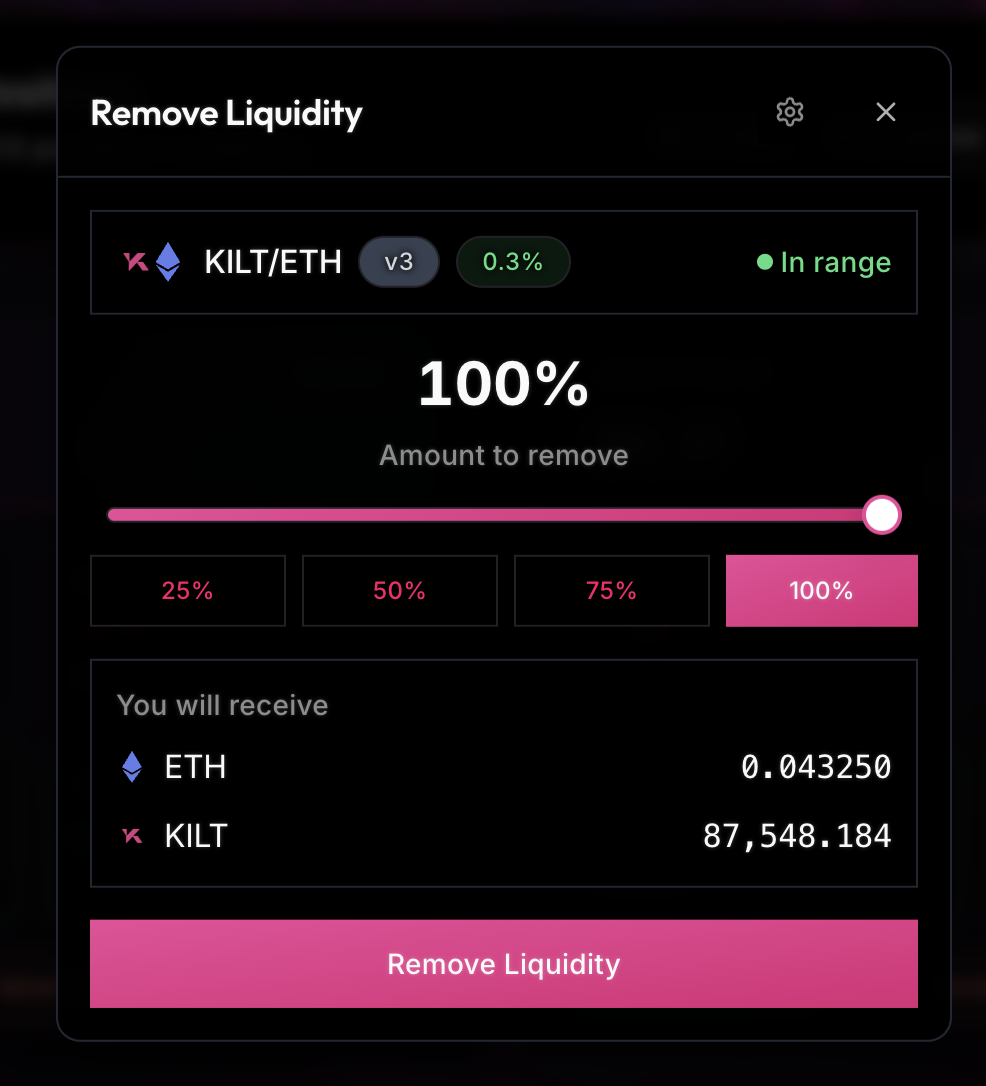 Remove Liquidity
KILT/ETH v3 0.3% In range
100%
Amount to remove
25% 50% 75% 100%
You will receive
ETH 0.043250
KILT 87,548.184
Remove Liquidity